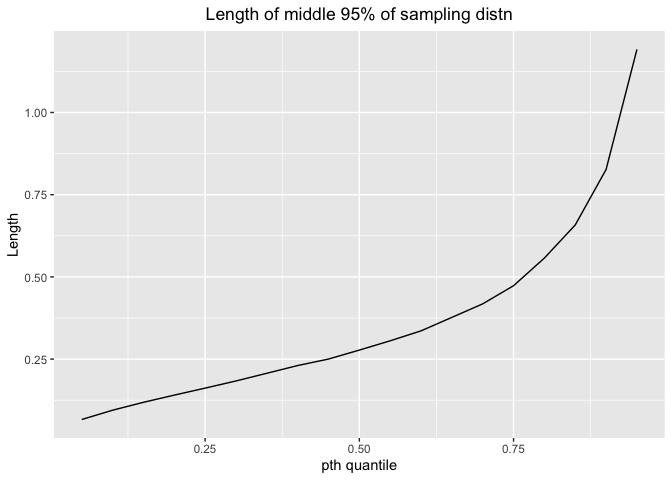 Length of middle 95% of sampling distn
1.00
0.75
0.50
0.25
Length
0.25 0.50 0.75
pth quantile